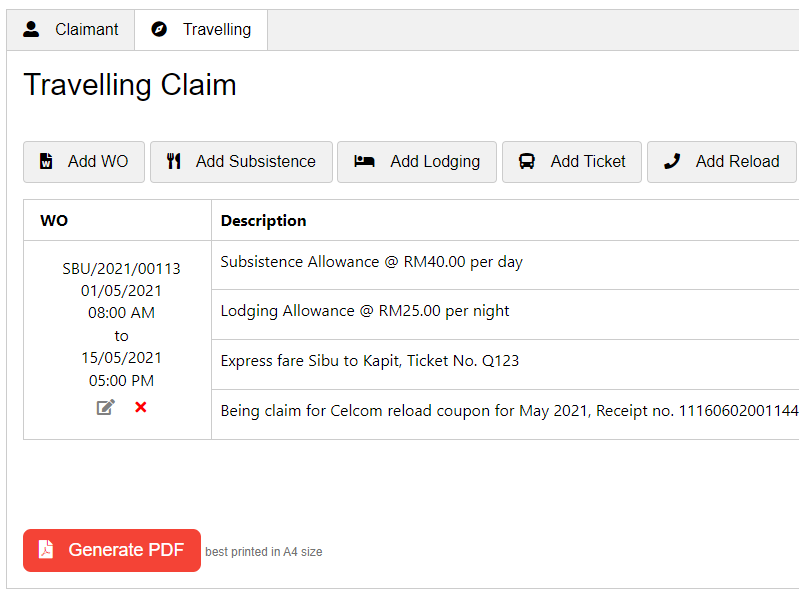 Claimant
Travelling
Travelling Claim
Add WO
Add Subsistence
Add Lodging
Add Ticket
Add Reload
WO
Description
SBU/2021/00113
01/05/2021
08:00 AM
to
15/05/2021
05:00 PM
Subsistence Allowance @ RM40.00 per day
Lodging Allowance @ RM25.00 per night
Express fare Sibu to Kapit, Ticket No. Q123
Being claim for Celcom reload coupon for May 2021, Receipt no. 11160602001144
Generate PDF
best printed in A4 size